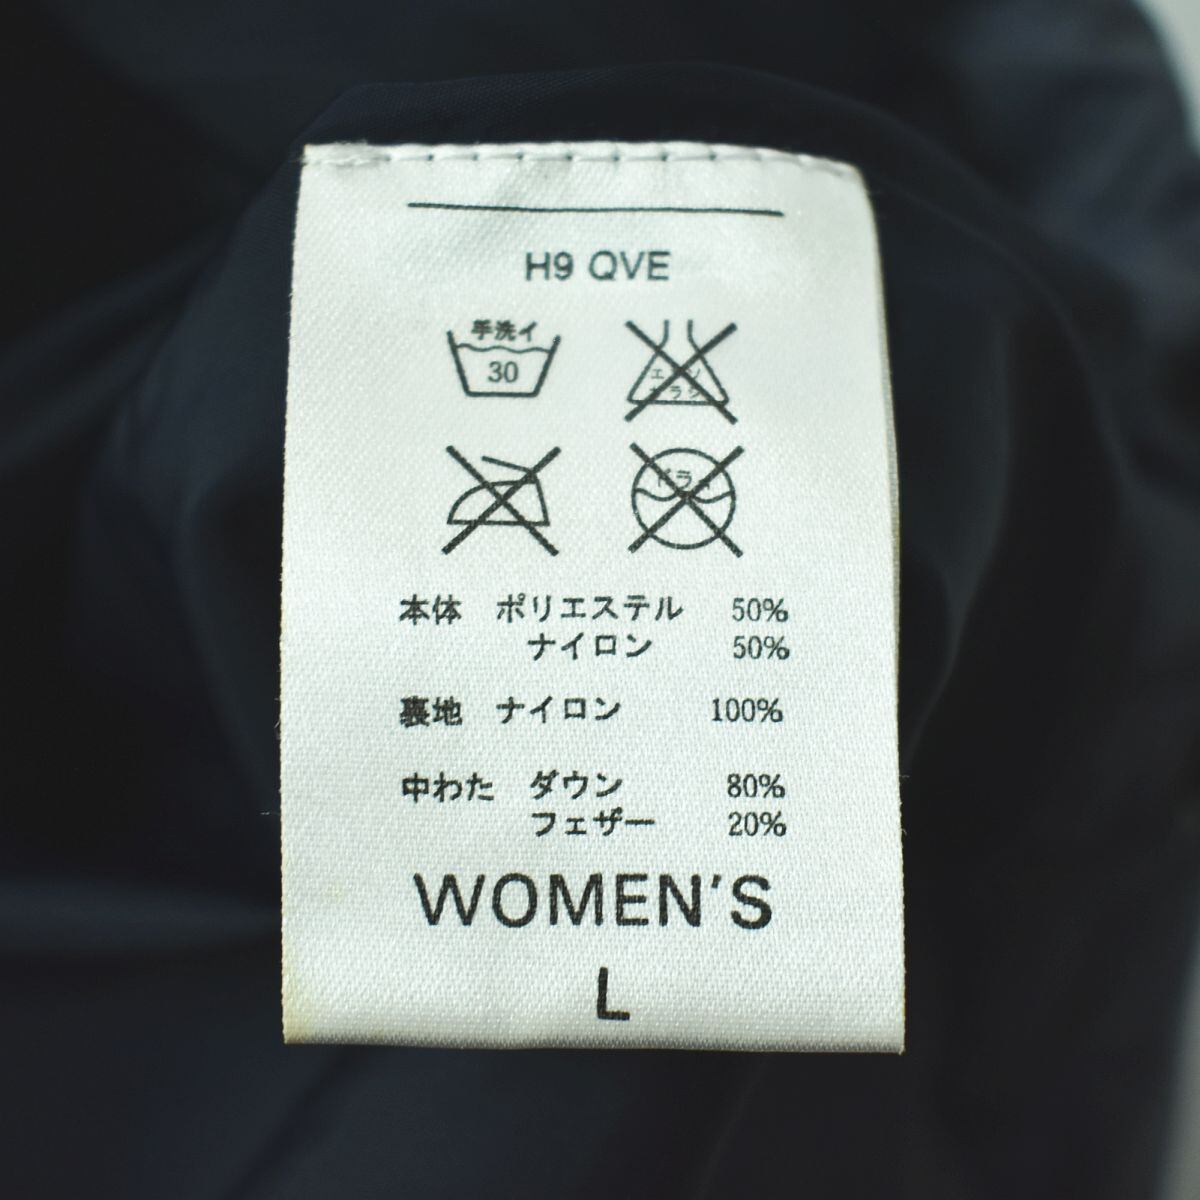 H9 QVE
手洗イ
30
本体 ポリエステル 50%
ナイロン 50%
裏地 ナイロン 100%
中わた ダウン 80%
フェザー 20%
WOMEN'S
L